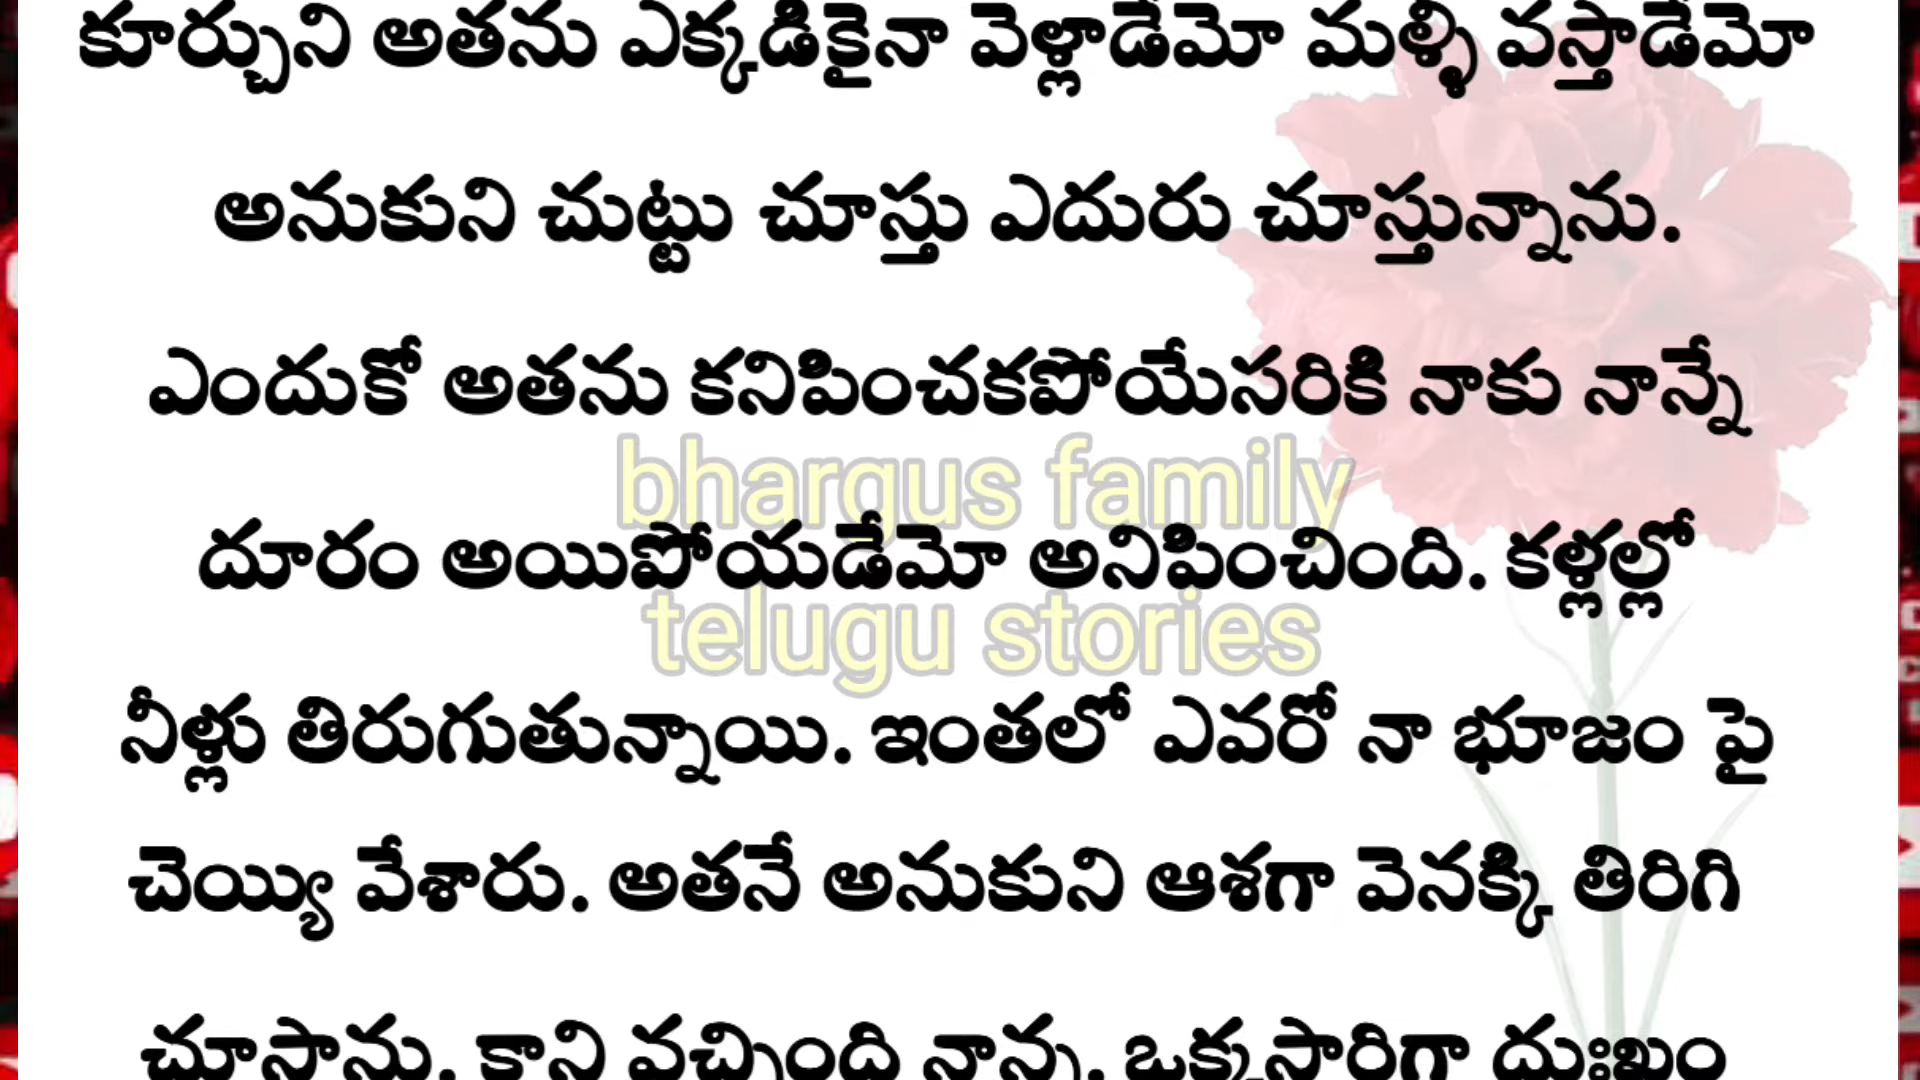 కూర్చుని అతను ఎక్కడికైనా వెళ్లాడేమో మళ్ళీ వస్తాడేమో
అనుకుని చుట్టు చూస్తు ఎదురు చూస్తున్నాను.
ఎందుకో అతను కనిపించకపోయేసరికి నాకు నాన్నే
bhargus family
దూరం అయిపోయడేమో అనిపించింది. కళ్లల్లో
telugu stories
నీళ్లు తిరుగుతున్నాయి. ఇంతలో ఎవరో నా భూజం పై
చెయ్యి వేశారు. అతనే అనుకుని ఆశగా వెనక్కి తిరిగి
చూసాను. కాని వచ్చింది నాన్న. ఒక్కసారిగా దుఃఖం